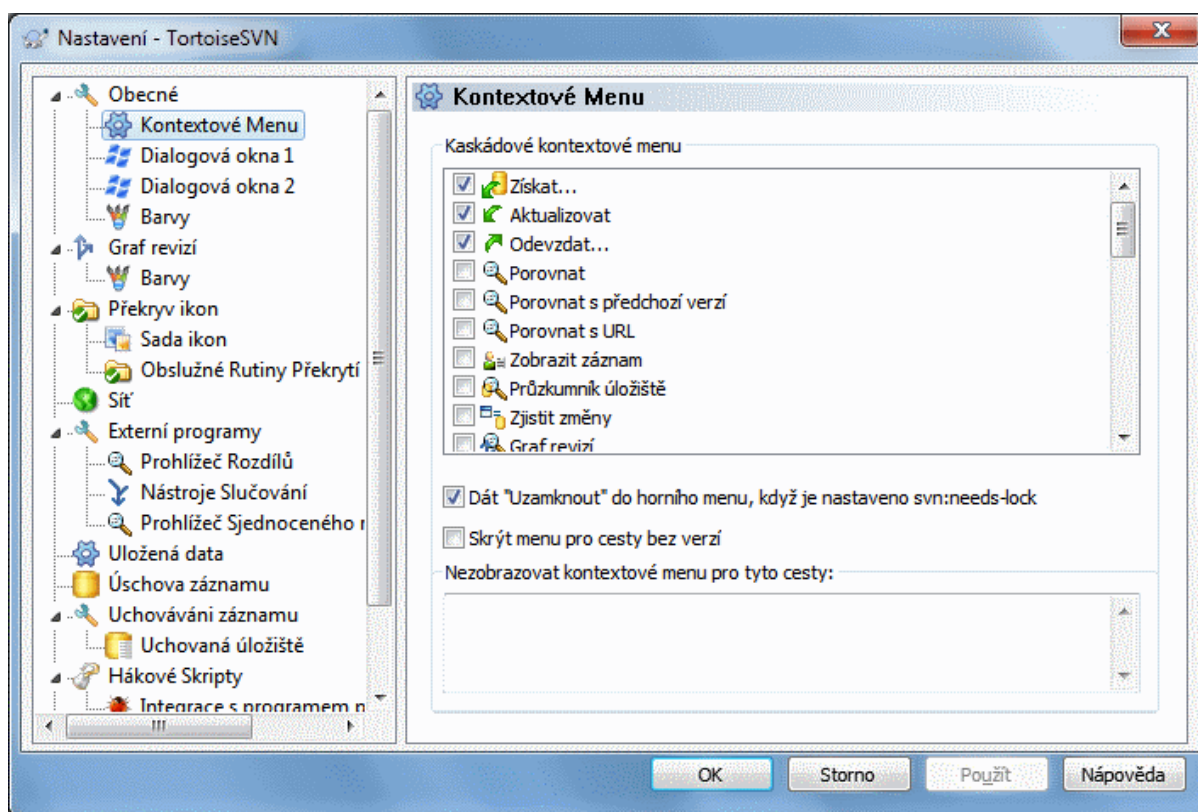 Nastavení - TortoiseSVN
Obecné
Kontextové Menu
Dialogová okna 1
Dialogová okna 2
Barvy
Graf revizí
Barvy
Překryv ikon
Sada ikon
Obslužné Rutiny Překrytí
Síť
Externí programy
Prohlížeč Rozdílů
Nástroje Slučování
Prohlížeč Sjednoceného r
Uložená data
Úschova záznamu
Uchováváni záznamu
Uchovaná úložiště
Hákové Skripty
Integrace s programem n
Kontextové Menu
Kaskádové kontextové menu
Získat...
Aktualizovat
Odevzdat...
Porovnat
Porovnat s předchozí verzí
Porovnat s URL
Zobrazit záznam
Průzkumník úložiště
Zjistit změny
Graf revizí
Dát "Uzamknout" do horního menu, když je nastaveno svn:needs-lock
Skrýt menu pro cesty bez verzí
Nezobrazovat kontextové menu pro tyto cesty:
OK
Storno
Použít
Nápověda